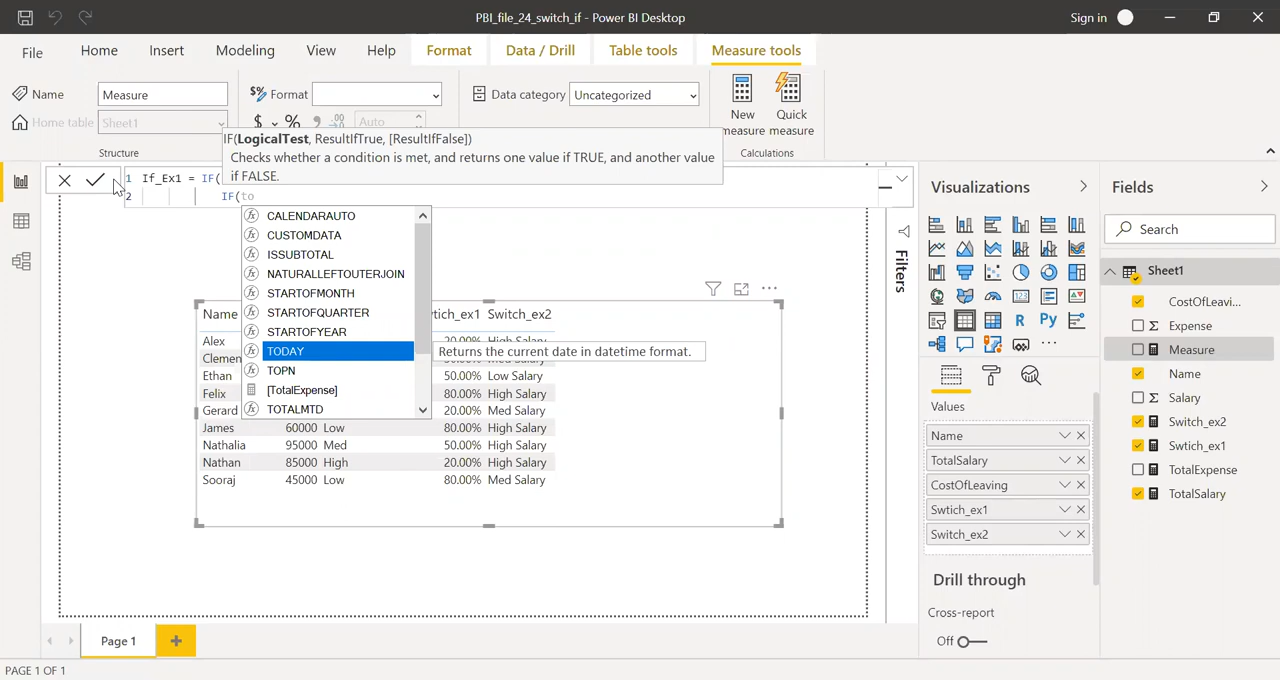 PBI_file_24_switch_if - Power BI Desktop
Sign in
File Home Insert Modeling View Help Format Data / Drill Table tools Measure tools
Name Measure
Home table Sheet1
Structure
$% Format
$ % 9 .00 Auto
Data category Uncategorized
New measure
Quick measure
Calculations
IF(LogicalTest, ResultIfTrue, [ResultIfFalse])
Checks whether a condition is met, and returns one value if TRUE, and another value
if FALSE.
1 If_Ex1 = IF(
2 IF(to
CALENDARAUTO
CUSTOMDATA
ISSUBTOTAL
NATURALLEFTOUTERJOIN
STARTOFMONTH
STARTOFQUARTER
STARTOFYEAR
TODAY
TOPN
[TotalExpense]
TOTALMTD
Returns the current date in datetime format.
Name Switch_ex2
Alex
Clemen
Ethan 50.00% Low Salary
Felix 80.00% High Salary
Gerard 20.00% Med Salary
James 60000 Low 80.00% High Salary
Nathalia 95000 Med 50.00% High Salary
Nathan 85000 High 20.00% High Salary
Sooraj 45000 Low 80.00% Med Salary
Filters
Visualizations
R Py
Values
Name
TotalSalary
CostOfLeaving
Swtich_ex1
Switch_ex2
Drill through
Cross-report
Off
Fields
Search
Sheet1
CostOfLeavi...
Expense
Measure
Name
Salary
Switch_ex2
Swtich_ex1
TotalExpense
TotalSalary
Page 1
PAGE 1 OF 1